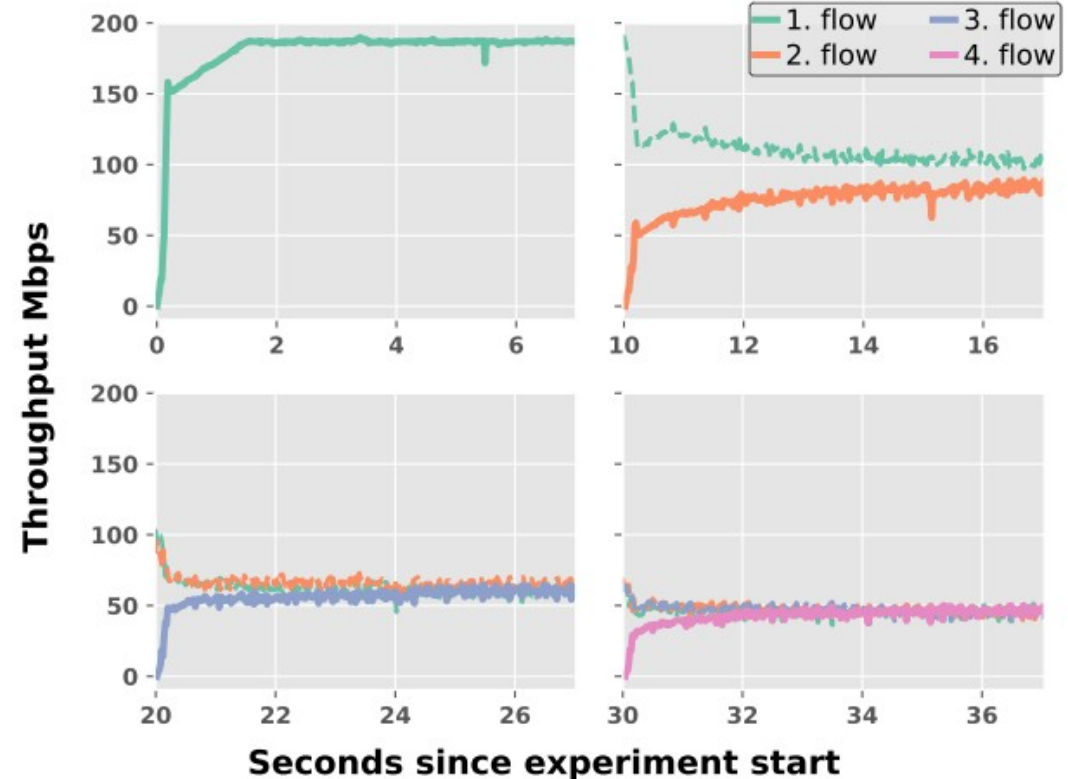 1. flow 3. flow
2. flow 4. flow
Throughput Mbps
200
150
100
50
0
0 2 4 6
10 12 14 16
200
150
100
50
0
20 22 24 26
30 32 34 36
Seconds since experiment start